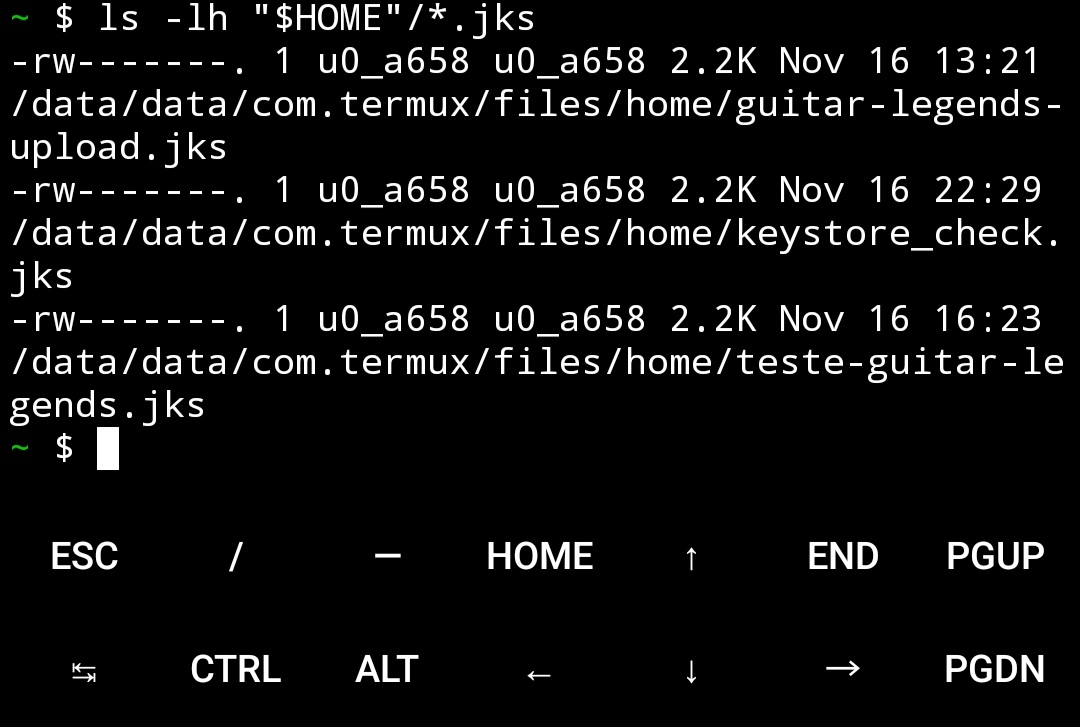 ~ $ ls -lh "$HOME"/*.jks
-rw-------. 1 u0_a658 u0_a658 2.2K Nov 16 13:21
/data/data/com.termux/files/home/guitar-legends-
upload.jks
-rw-------. 1 u0_a658 u0_a658 2.2K Nov 16 22:29
/data/data/com.termux/files/home/keystore_check.
jks
-rw-------. 1 u0_a658 u0_a658 2.2K Nov 16 16:23
/data/data/com.termux/files/home/teste-guitar-le
gends.jks
~ $
ESC / — HOME ↑ END PGUP
↹ CTRL ALT ← ↓ → PGDN